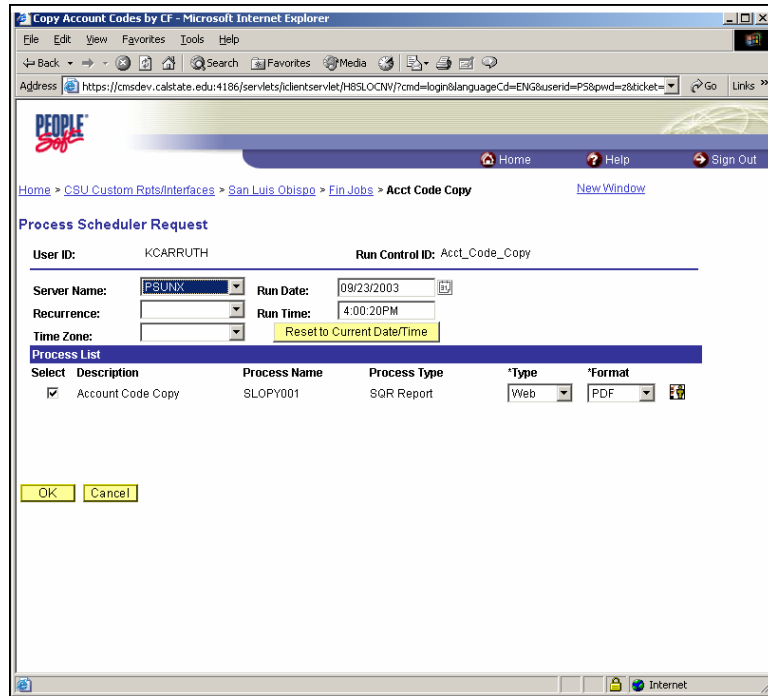 Copy Account Codes by CF - Microsoft Internet Explorer
File Edit View Favorites Tools Help
Back Search Favorites Media
Address https://cmsdev.calstate.edu:4186/servlets/iclientservlet/H8SLOCNV/?cmd=login&languageCd=ENG&userid=PS&pwd=z&ticket= Go Links »
PEOPLE Soft
Home Help Sign Out
Home > CSU Custom Rpts/Interfaces > San Luis Obispo > Fin Jobs > Acct Code Copy New Window
Process Scheduler Request
User ID: KCARRUTH Run Control ID: Acct_Code_Copy
Server Name: PSUNX Run Date: 09/23/2003
Recurrence: Run Time: 4:00:20PM
Time Zone: Reset to Current Date/Time
Process List
Select Description Process Name Process Type *Type *Format
Account Code Copy SLOPY001 SQR Report Web PDF
OK Cancel
Internet